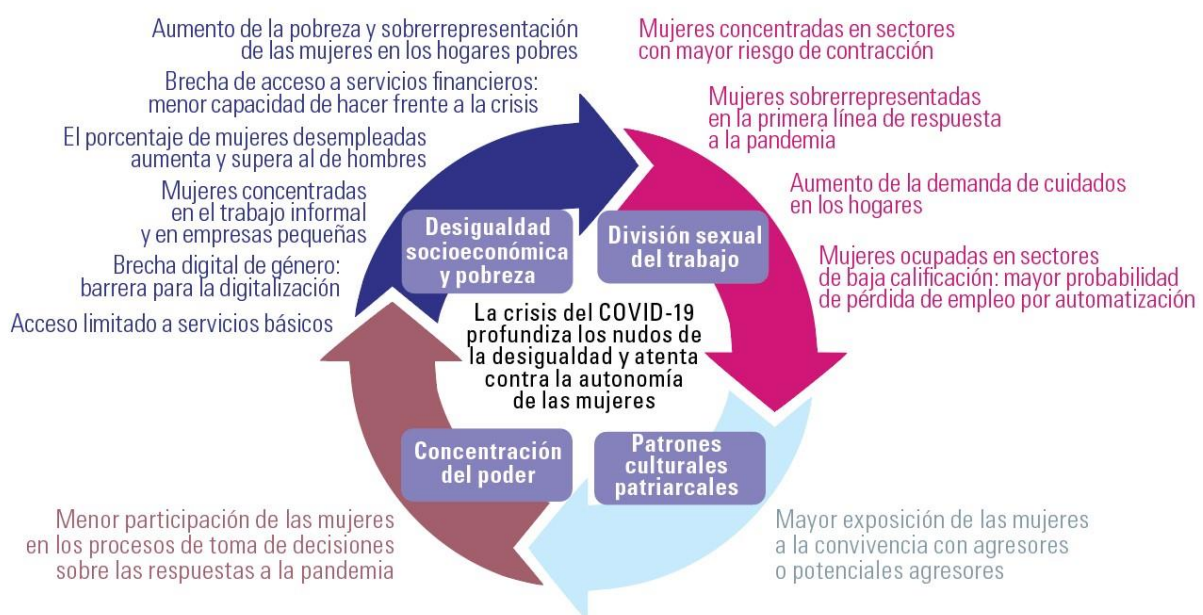 Aumento de la pobreza y sobrerrepresentación
de las mujeres en los hogares pobres
Brecha de acceso a servicios financieros:
menor capacidad de hacer frente a la crisis
El porcentaje de mujeres desempleadas
aumenta y supera al de hombres
Mujeres concentradas
en el trabajo informal
y en empresas pequeñas
Brecha digital de género:
barrera para la digitalización
Acceso limitado a servicios básicos
Mujeres concentradas en sectores
con mayor riesgo de contracción
Mujeres sobrerrepresentadas
en la primera línea de respuesta
a la pandemia
Aumento de la demanda de cuidados
en los hogares
Mujeres ocupadas en sectores
de baja calificación: mayor probabilidad
de pérdida de empleo por automatización
Desigualdad
socioeconómica
y pobreza
División sexual
del trabajo
La crisis del COVID-19
profundiza los nudos de
la desigualdad y atenta
contra la autonomía
de las mujeres
Concentración
del poder
Patrones
culturales
patriarcales
Menor participación de las mujeres
en los procesos de toma de decisiones
sobre las respuestas a la pandemia
Mayor exposición de las mujeres
a la convivencia con agresores
o potenciales agresores